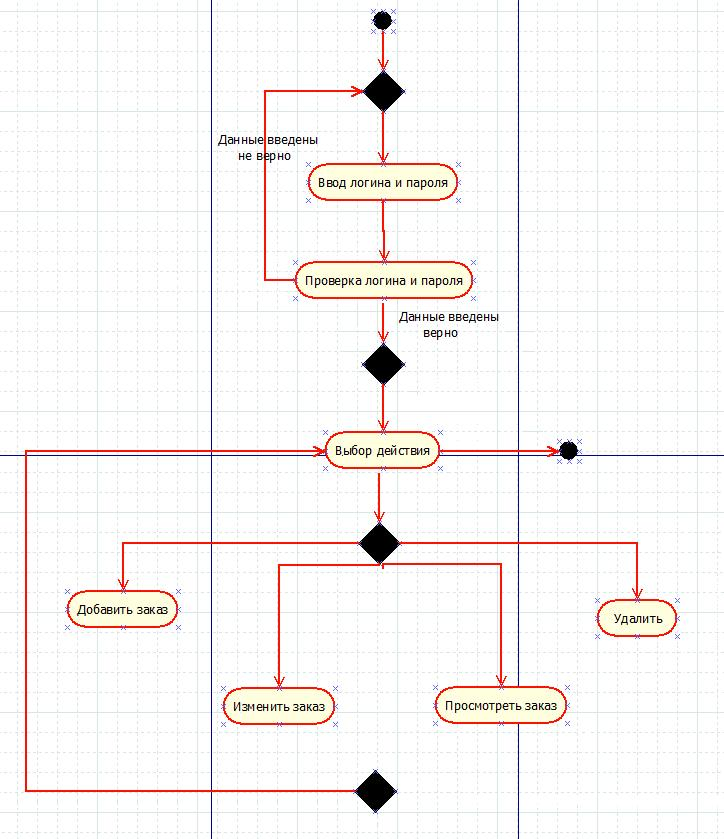 Данные введены
не верно
Ввод логина и пароля
Проверка логина и пароля
Данные введены
верно
Выбор действия
Добавить заказ
Удалить
Изменить заказ
Просмотреть заказ